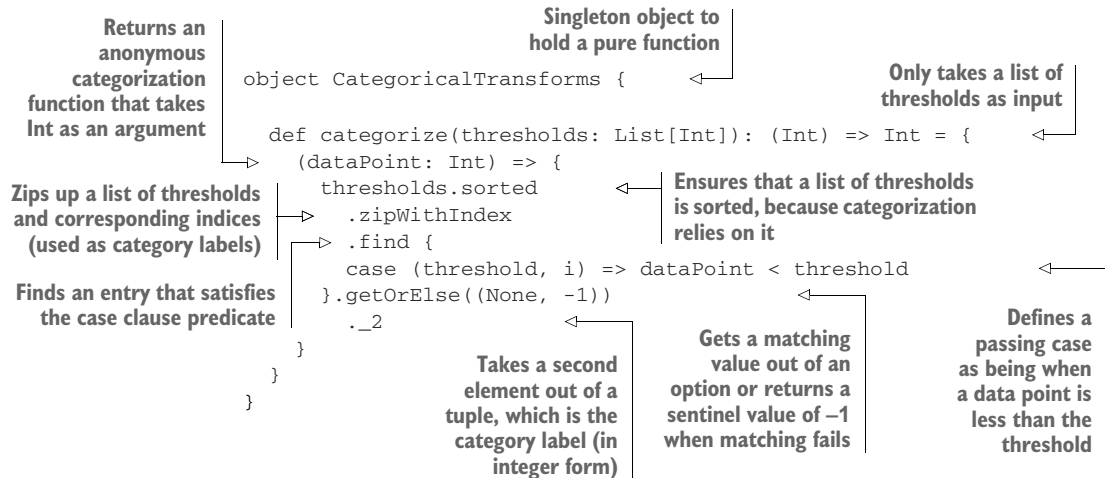 Returns an
anonymous
categorization
function that takes
Int as an argument
Singleton object to
hold a pure function
object CategoricalTransforms {
Only takes a list of
thresholds as input
def categorize(thresholds: List[Int]): (Int) => Int = {
(dataPoint: Int) => {
thresholds.sorted
Ensures that a list of thresholds
is sorted, because categorization
relies on it
Zips up a list of thresholds
and corresponding indices
(used as category labels)
.zipWithIndex
.find {
case (threshold, i) => dataPoint < threshold
Finds an entry that satisfies
the case clause predicate
}.getOrElse((None, -1))
._2
}
}
}
Takes a second
element out of a
tuple, which is the
category label (in
integer form)
Gets a matching
value out of an
option or returns a
sentinel value of –1
when matching fails
Defines a
passing case
as being when
a data point is
less than the
threshold